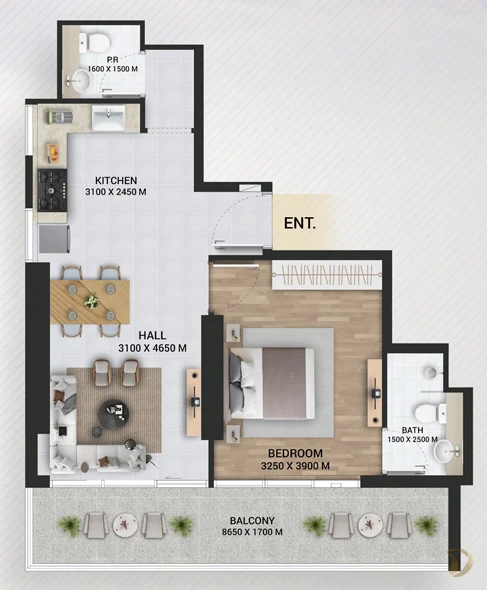 P.R
1600 X 1500 M
KITCHEN
3100 X 2450 M
ENT.
HALL
3100 X 4650 M
BATH
1500 X 2500 M
BEDROOM
3250 X 3900 M
BALCONY
8650 X 1700 M